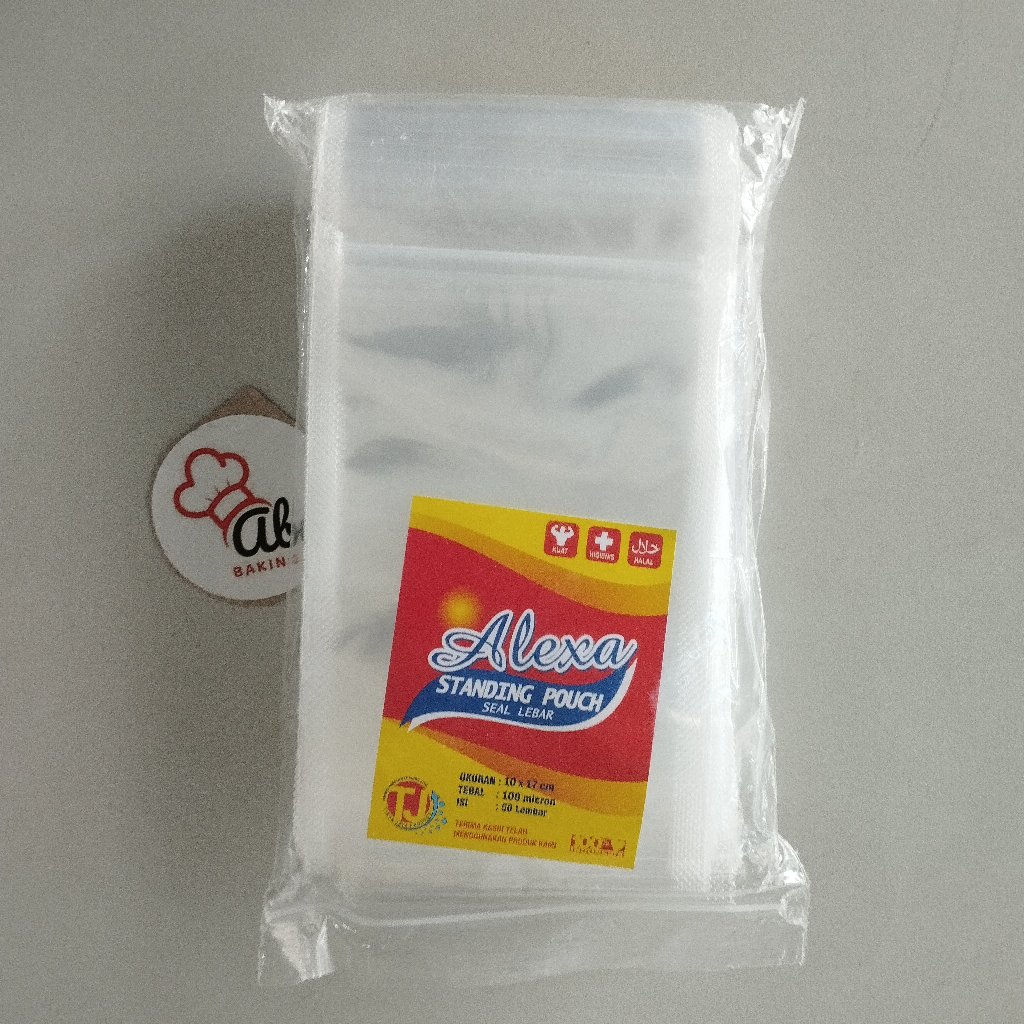 KUAT
HIGIENIS
حلال
HALAL
Alexa
STANDING POUCH
SEAL LEBAR
UKURAN : 10 x 17 cm
TEBAL : 100 micron
ISI : 50 Lembar
TJ
TERIMA KASIH TELAH
MENGGUNAKAN PRODUK KAMI
BAKIN